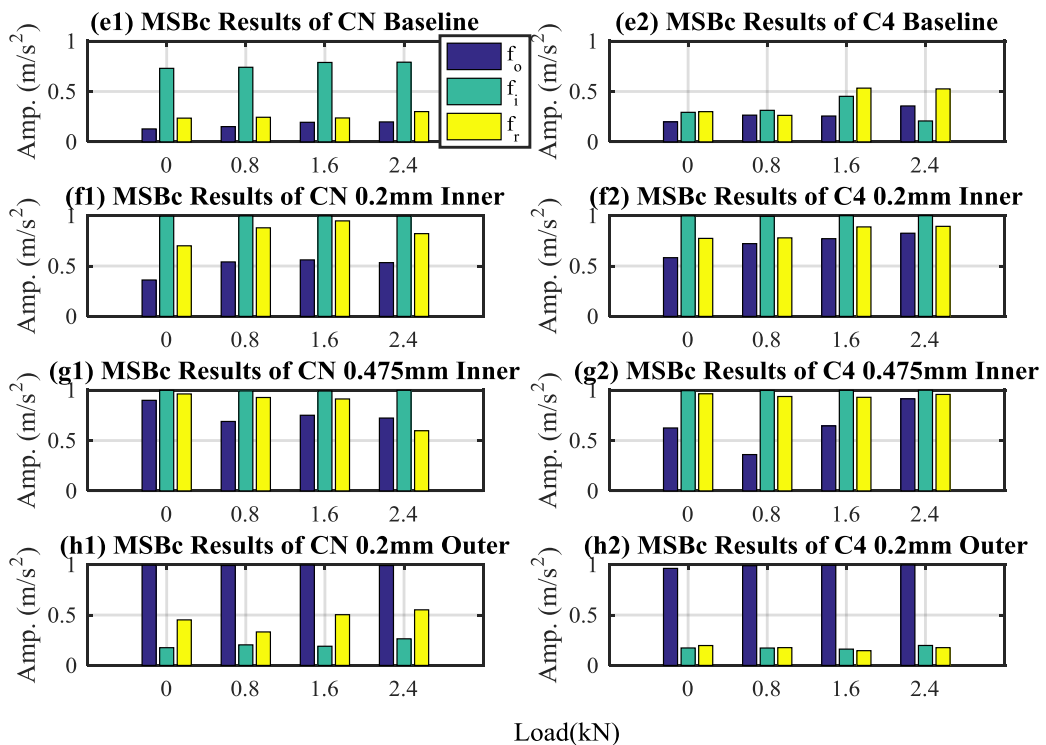 (e1) MSBc Results of CN Baseline
Amp. (m/s²)
1
0.5
0
0 0.8 1.6 2.4
f_o
f_i
f_r
(e2) MSBc Results of C4 Baseline
Amp. (m/s²)
1
0.5
0
0 0.8 1.6 2.4
(f1) MSBc Results of CN 0.2mm Inner
Amp. (m/s²)
1
0.5
0
0 0.8 1.6 2.4
(f2) MSBc Results of C4 0.2mm Inner
Amp. (m/s²)
1
0.5
0
0 0.8 1.6 2.4
(g1) MSBc Results of CN 0.475mm Inner
Amp. (m/s²)
1
0.5
0
0 0.8 1.6 2.4
(g2) MSBc Results of C4 0.475mm Inner
Amp. (m/s²)
1
0.5
0
0 0.8 1.6 2.4
(h1) MSBc Results of CN 0.2mm Outer
Amp. (m/s²)
1
0.5
0
0 0.8 1.6 2.4
(h2) MSBc Results of C4 0.2mm Outer
Amp. (m/s²)
1
0.5
0
0 0.8 1.6 2.4
Load(kN)